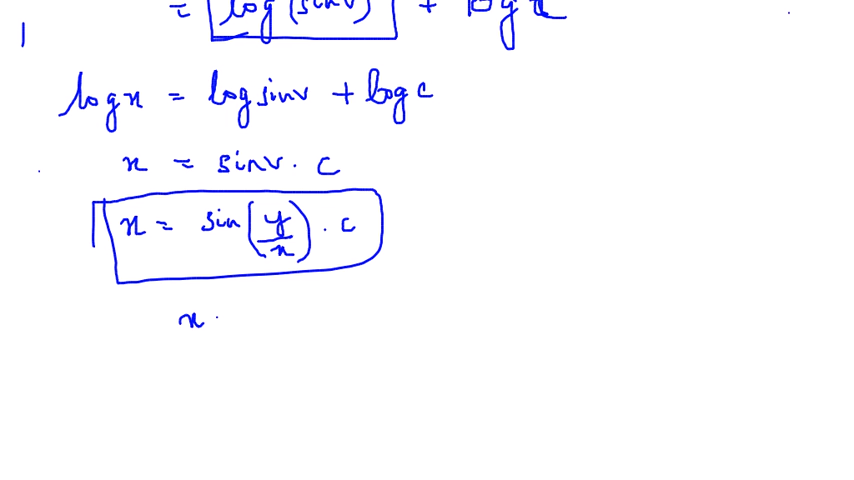 = log (sinv) + log x
log x = log sinv + log c
x = sinv . c
x = sin (y/x) . c
x